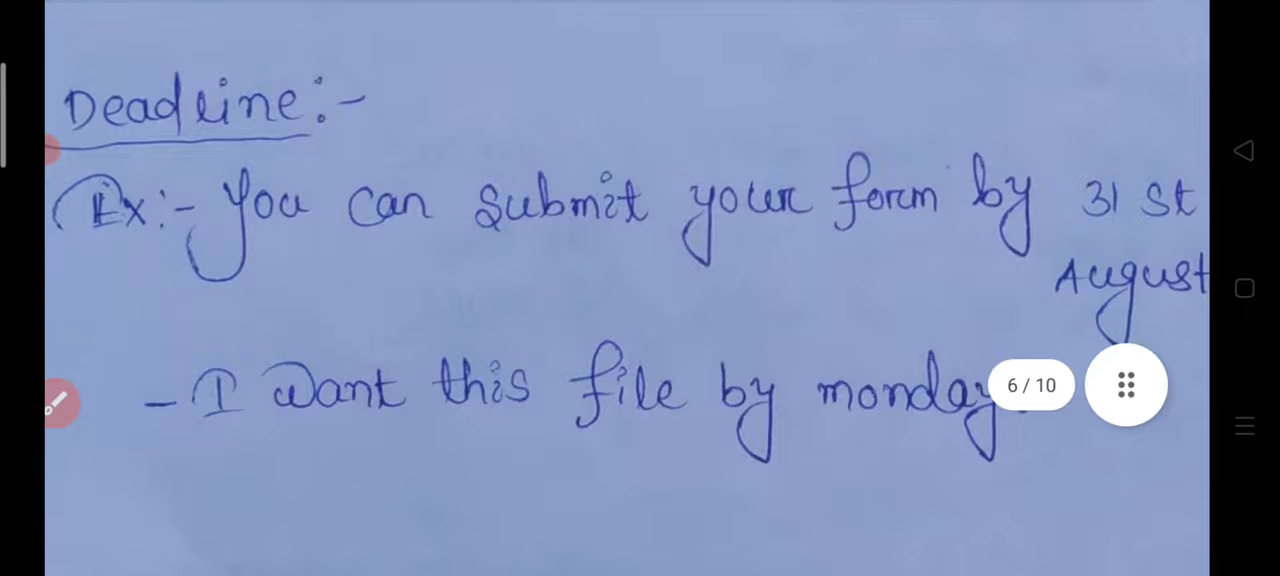 Deadline:-
Ex:- You can submit your form by 31 st
August
- I want this file by monday.
6 / 10